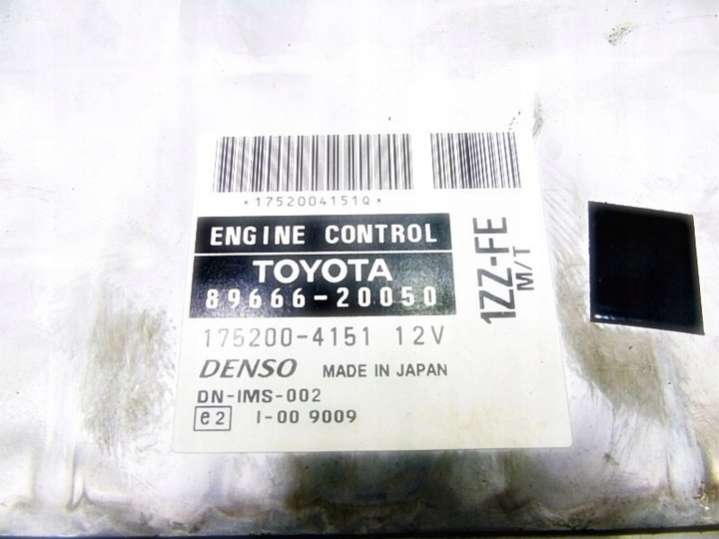 *1752004151Q*
ENGINE CONTROL
TOYOTA
89666-20050
175200-4151 12V
DENSO MADE IN JAPAN
DN-IMS-002
e2 I-00 9009
1ZZ-FE
M/T